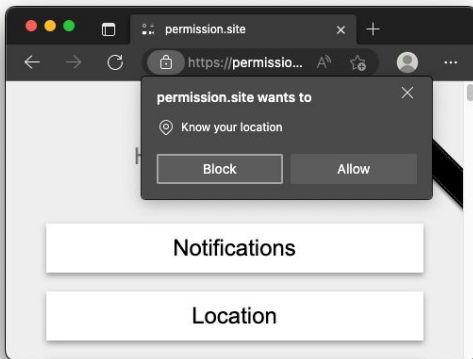 permission.site
https://permissio...
permission.site wants to
Know your location
Block
Allow
Notifications
Location